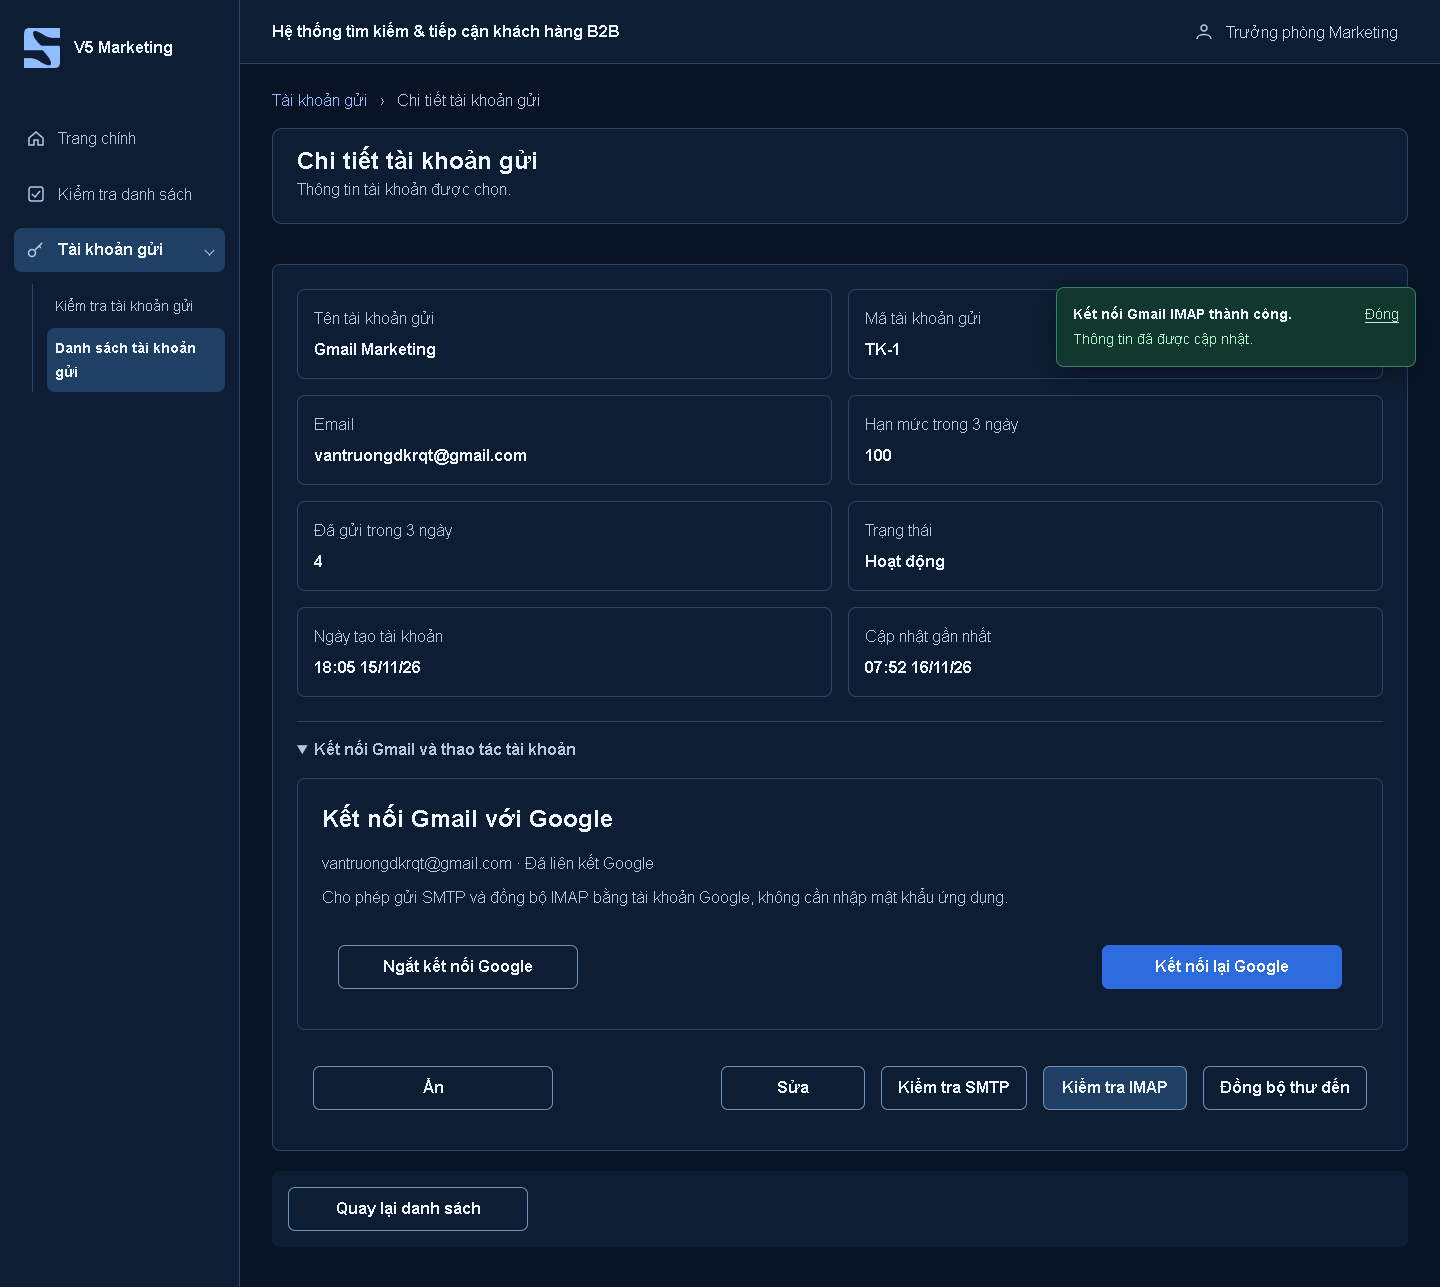 V5 Marketing
Hệ thống tìm kiếm & tiếp cận khách hàng B2B
Trưởng phòng Marketing
Trang chính
Kiểm tra danh sách
Tài khoản gửi
Kiểm tra tài khoản gửi
Danh sách tài khoản
gửi
Tài khoản gửi › Chi tiết tài khoản gửi
Chi tiết tài khoản gửi
Thông tin tài khoản được chọn.
Kết nối Gmail IMAP thành công.
Đóng
Thông tin đã được cập nhật.
Tên tài khoản gửi
Gmail Marketing
Mã tài khoản gửi
TK-1
Email
vantruongdkrqt@gmail.com
Hạn mức trong 3 ngày
100
Đã gửi trong 3 ngày
4
Trạng thái
Hoạt động
Ngày tạo tài khoản
18:05 15/11/26
Cập nhật gần nhất
07:52 16/11/26
Kết nối Gmail và thao tác tài khoản
Kết nối Gmail với Google
vantruongdkrqt@gmail.com · Đã liên kết Google
Cho phép gửi SMTP và đồng bộ IMAP bằng tài khoản Google, không cần nhập mật khẩu ứng dụng.
Ngắt kết nối Google
Kết nối lại Google
Ẩn
Sửa
Kiểm tra SMTP
Kiểm tra IMAP
Đồng bộ thư đến
Quay lại danh sách